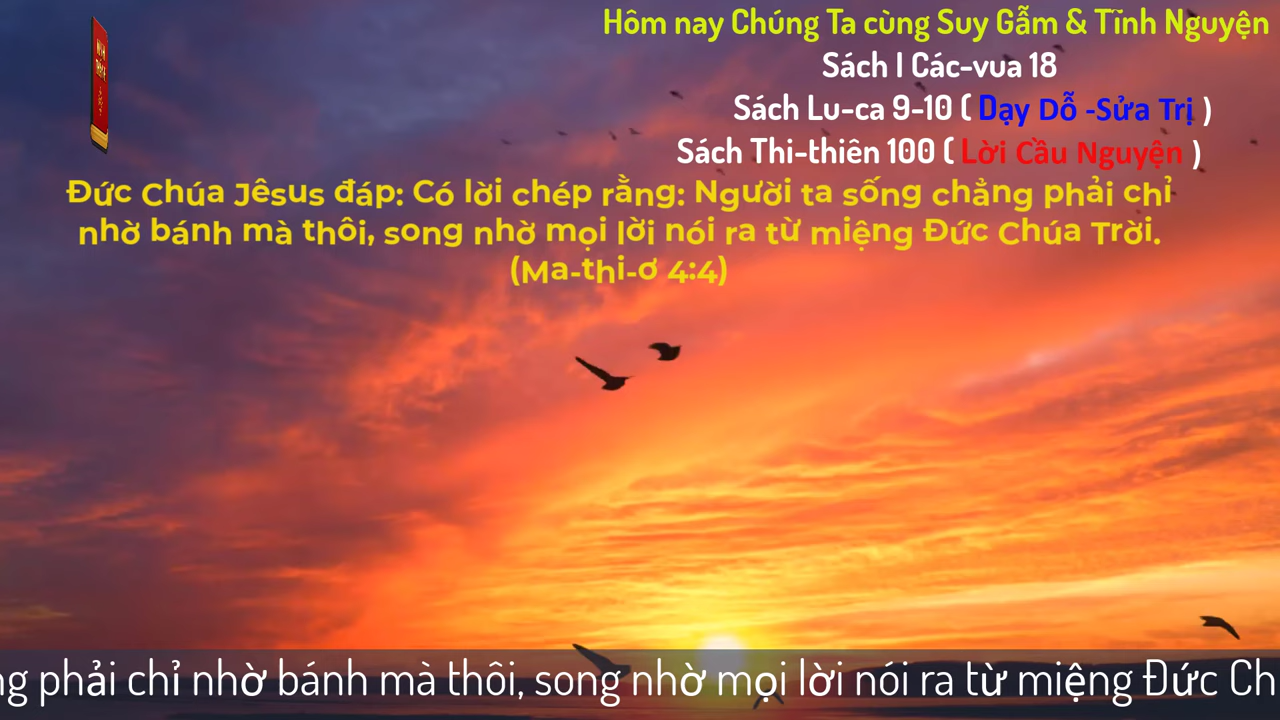 Hôm nay Chúng Ta cùng Suy Gẫm & Tĩnh Nguyện
Sách I Các-vua 18
Sách Lu-ca 9-10 ( Dạy Dỗ -Sửa Trị )
Sách Thi-thiên 100 ( Lời Cầu Nguyện )
Đức Chúa Jêsus đáp: Có lời chép rằng: Người ta sống chẳng phải chỉ
nhờ bánh mà thôi, song nhờ mọi lời nói ra từ miệng Đức Chúa Trời.
(Ma-thi-ơ 4:4)
ng phải chỉ nhờ bánh mà thôi, song nhờ mọi lời nói ra từ miệng Đức Ch